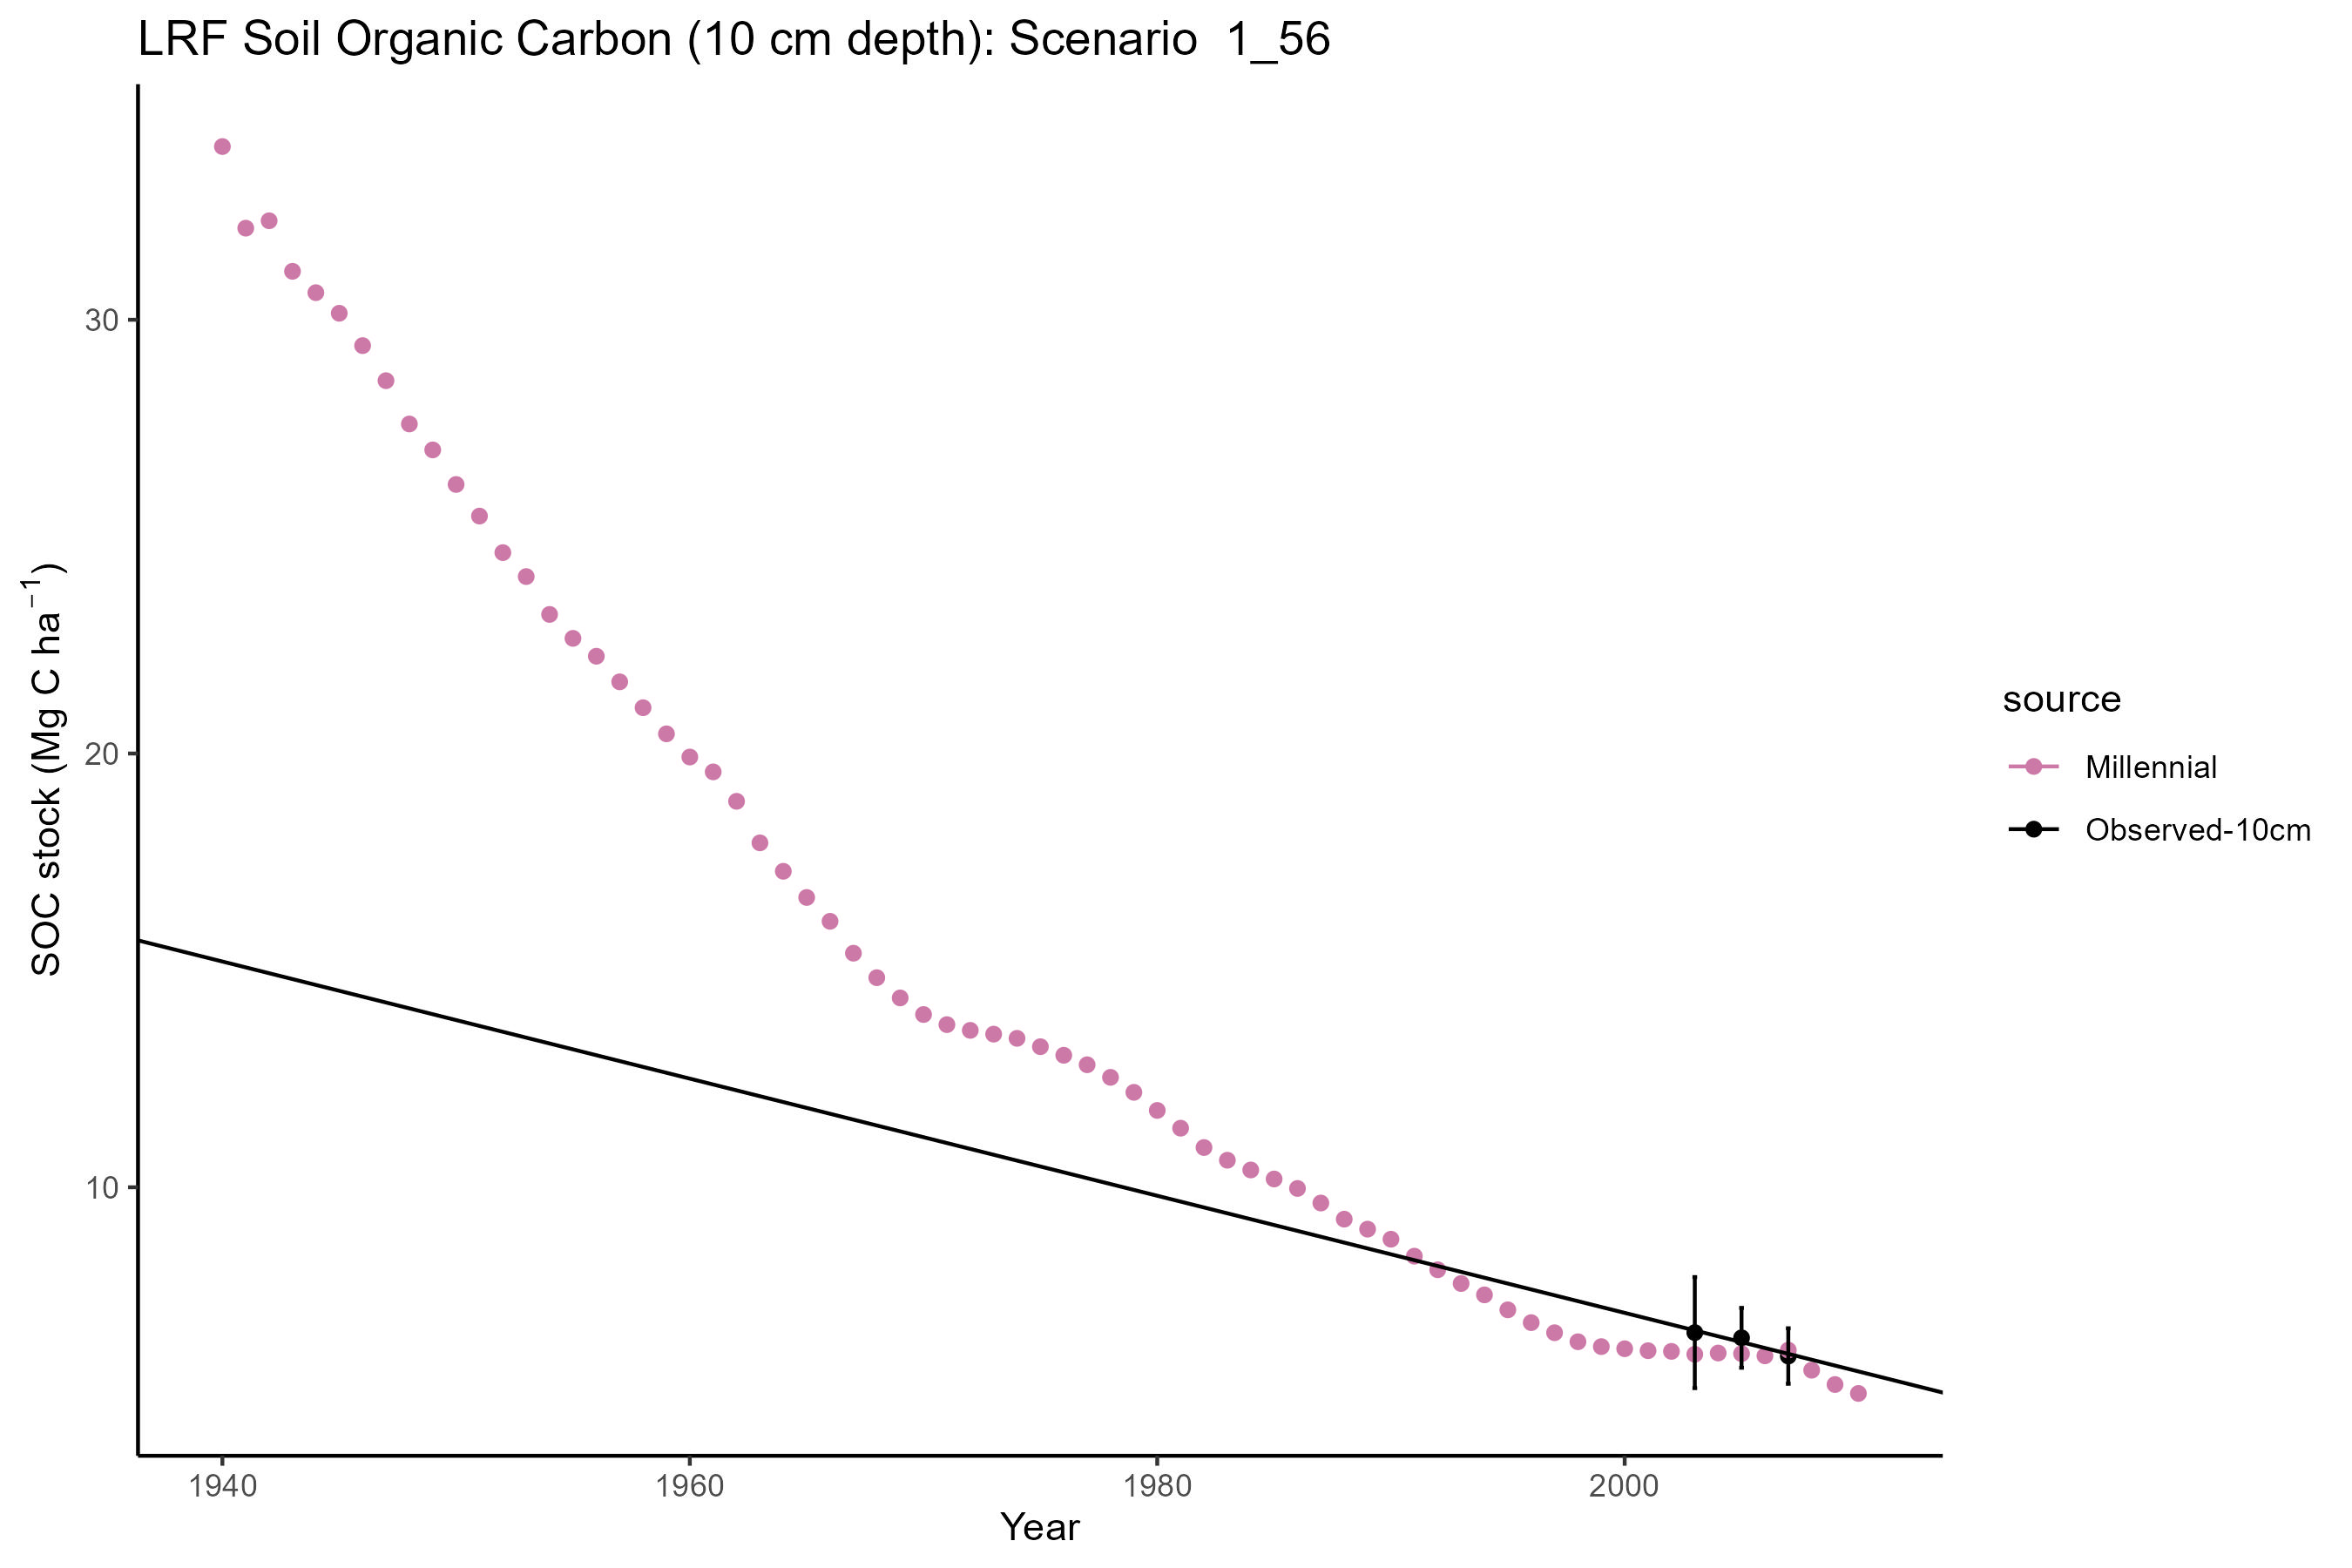 LRF Soil Organic Carbon (10 cm depth): Scenario  1_56
SOC stock (Mg C ha⁻¹)
30
20
10
1940
1960
1980
2000
Year
source
Millennial
Observed-10cm